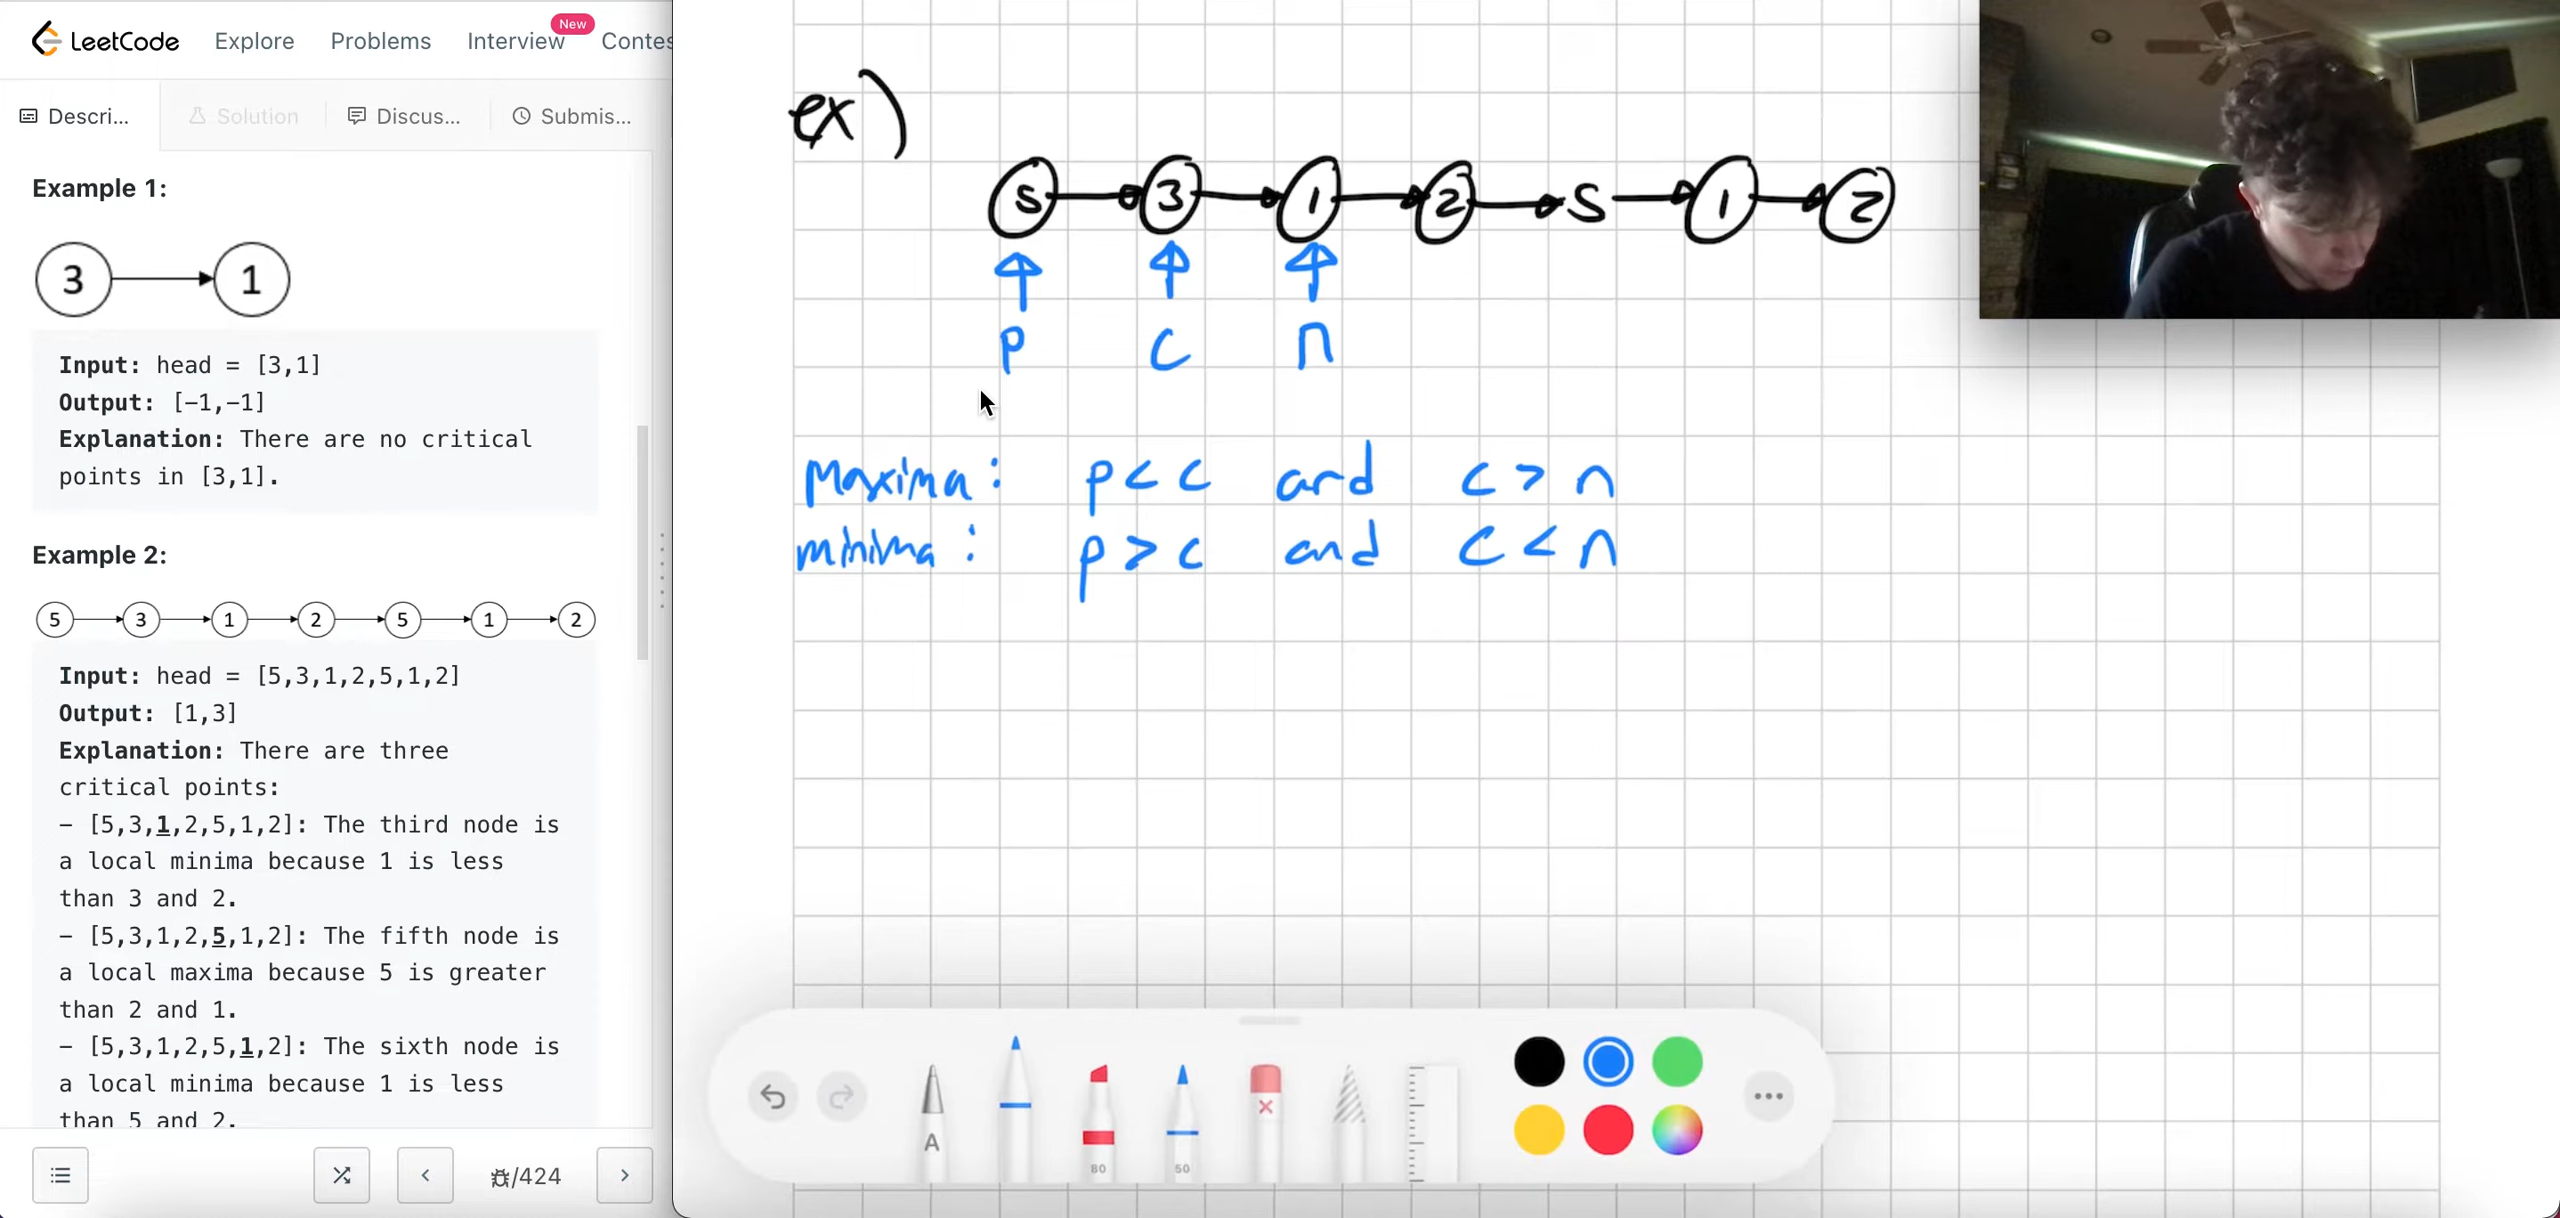 LeetCode Explore Problems Interview New Contes
Descri... Solution Discus... Submis...
Example 1:
3 1
Input: head = [3,1]
Output: [-1,-1]
Explanation: There are no critical
points in [3,1].
Example 2:
5 3 1 2 5 1 2
Input: head = [5,3,1,2,5,1,2]
Output: [1,3]
Explanation: There are three
critical points:
- [5,3,1,2,5,1,2]: The third node is
a local minima because 1 is less
than 3 and 2.
- [5,3,1,2,5,1,2]: The fifth node is
a local maxima because 5 is greater
than 2 and 1.
- [5,3,1,2,5,1,2]: The sixth node is
a local minima because 1 is less
than 5 and 2.
/424
ex)
5 3 1 2 5 1 2
P C n
Maxima: p < c and c > n
minima: p > c and c < n
A 80 50